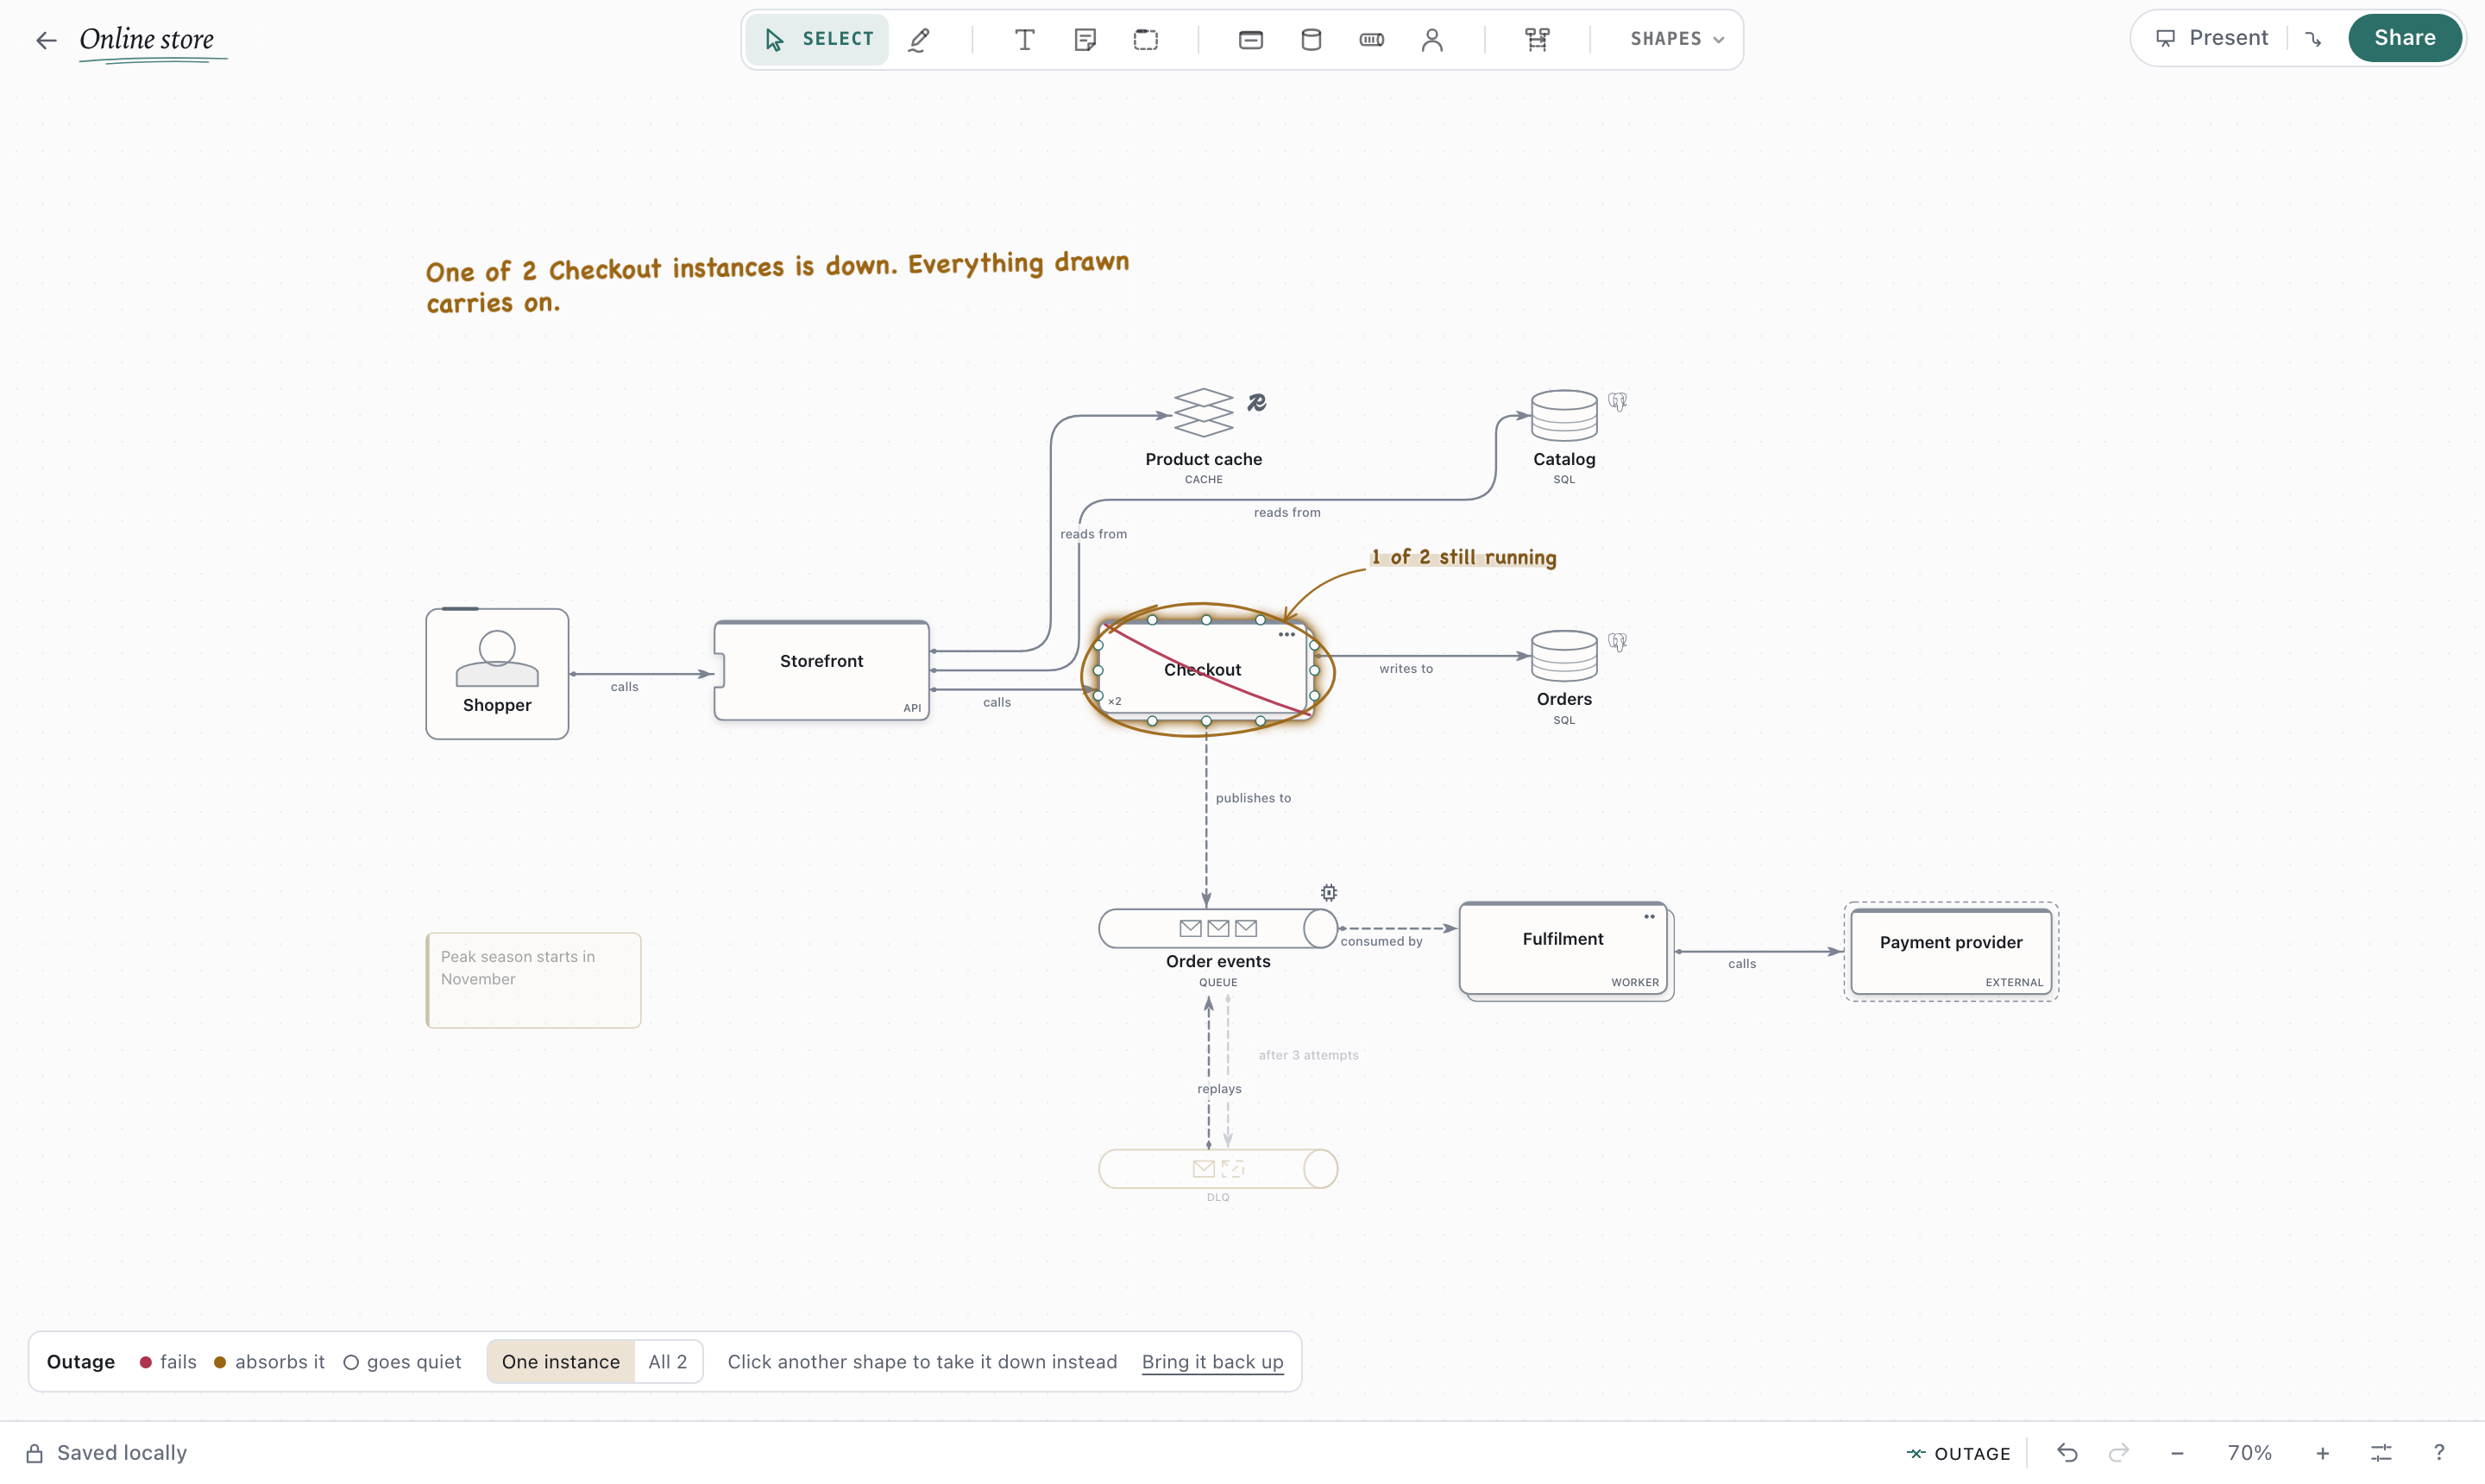 Online store
SELECT
SHAPES
Present
Share
One of 2 Checkout instances is down. Everything drawn
carries on.
Product cache
CACHE
Catalog
SQL
reads from
reads from
1 of 2 still running
Shopper
calls
Storefront
API
calls
Checkout
×2
writes to
Orders
SQL
publishes to
Order events
QUEUE
consumed by
Fulfilment
WORKER
calls
Payment provider
EXTERNAL
Peak season starts in
November
after 3 attempts
replays
DLQ
Outage
fails
absorbs it
goes quiet
One instance
All 2
Click another shape to take it down instead
Bring it back up
Saved locally
OUTAGE
70%
?